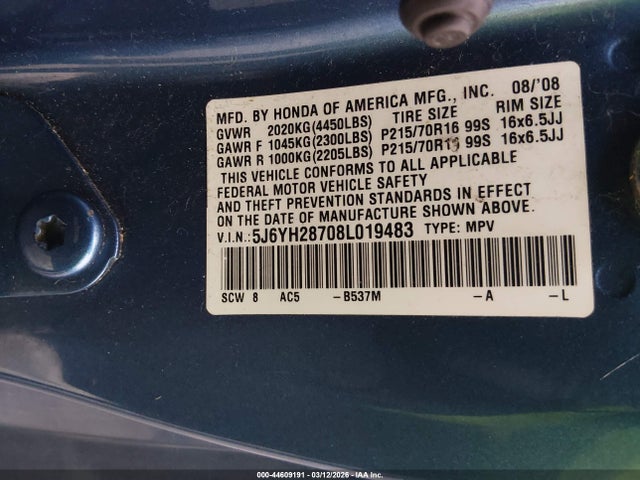 MFD. BY HONDA OF AMERICA MFG., INC. 08/'08
GVWR 2020KG(4450LBS) TIRE SIZE RIM SIZE
GAWR F 1045KG(2300LBS) P215/70R16 99S 16x6.5JJ
GAWR R 1000KG(2205LBS) P215/70R16 99S 16x6.5JJ
THIS VEHICLE CONFORMS TO ALL APPLICABLE
FEDERAL MOTOR VEHICLE SAFETY
AND THEFT PREVENTION STANDARDS IN EFFECT
ON THE DATE OF MANUFACTURE SHOWN ABOVE.
V.I.N.: 5J6YH28708L019483 TYPE: MPV
SCW 8 AC5 -B537M -A -L
000-44609191 - 03/12/2026 - IAA Inc.